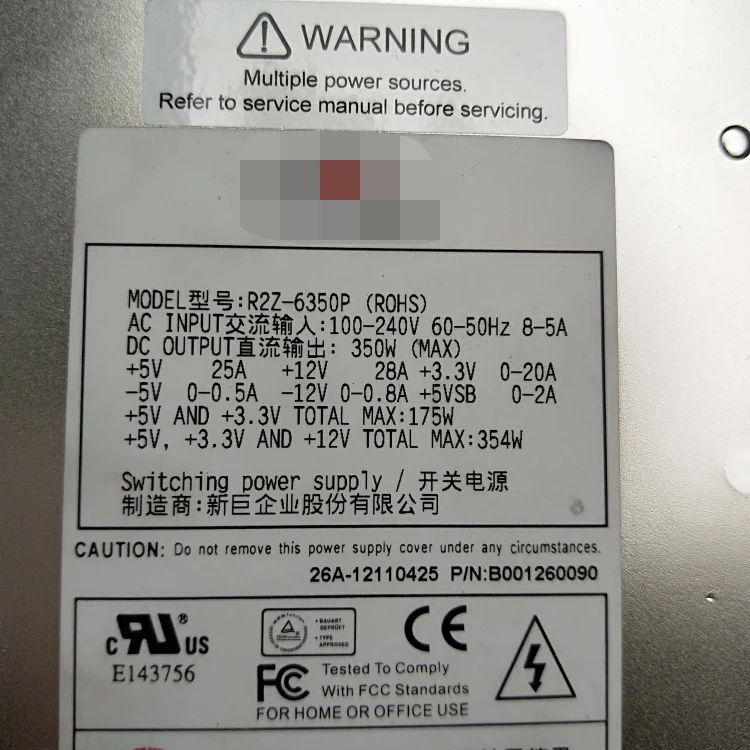 WARNING
Multiple power sources.
Refer to service manual before servicing.
MODEL型号:R2Z-6350P (ROHS)
AC INPUT交流输入:100-240V 60-50Hz 8-5A
DC OUTPUT直流输出: 350W (MAX)
+5V 25A +12V 28A +3.3V 0-20A
-5V 0-0.5A -12V 0-0.8A +5VSB 0-2A
+5V AND +3.3V TOTAL MAX:175W
+5V, +3.3V AND +12V TOTAL MAX:354W
Switching power supply / 开关电源
制造商:新巨企业股份有限公司
CAUTION: Do not remove this power supply cover under any circumstances.
26A-12110425 P/N:B001260090
c RU ® US
E143756
• BAUART GEPRÜFT
• TYPE APPROVED
CE
FC Tested To Comply
With FCC Standards
FOR HOME OR OFFICE USE